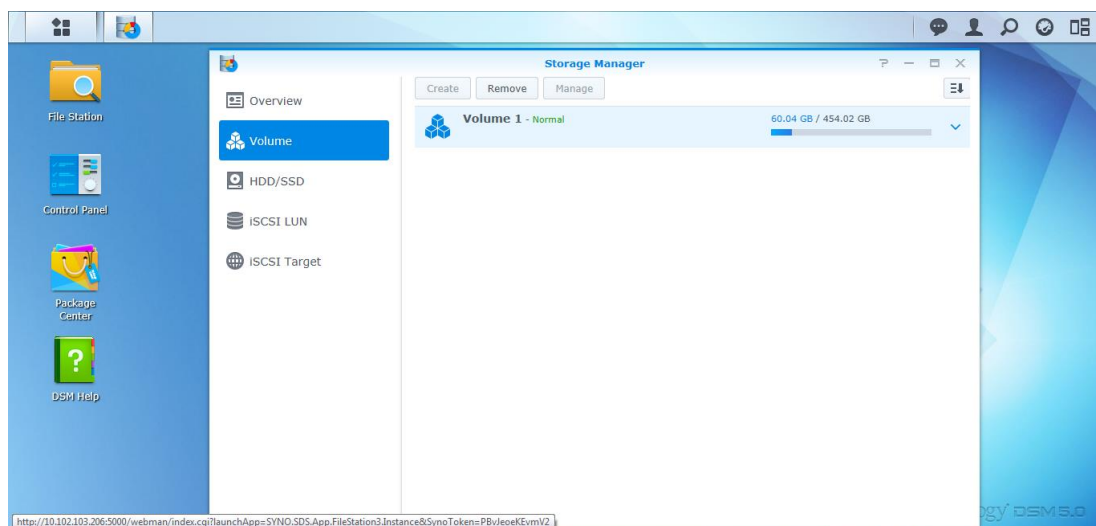 Storage Manager
File Station
Control Panel
Package
Center
DSM Help
Overview
Volume
HDD/SSD
iSCSI LUN
iSCSI Target
Create Remove Manage
Volume 1 - Normal
60.04 GB / 454.02 GB
ogy DSM 5.0
http://10.102.103.206:5000/webman/index.cgi?launchApp=SYNO.SDS.App.FileStation3.Instance&SynoToken=PBvJeoeKEvmV2